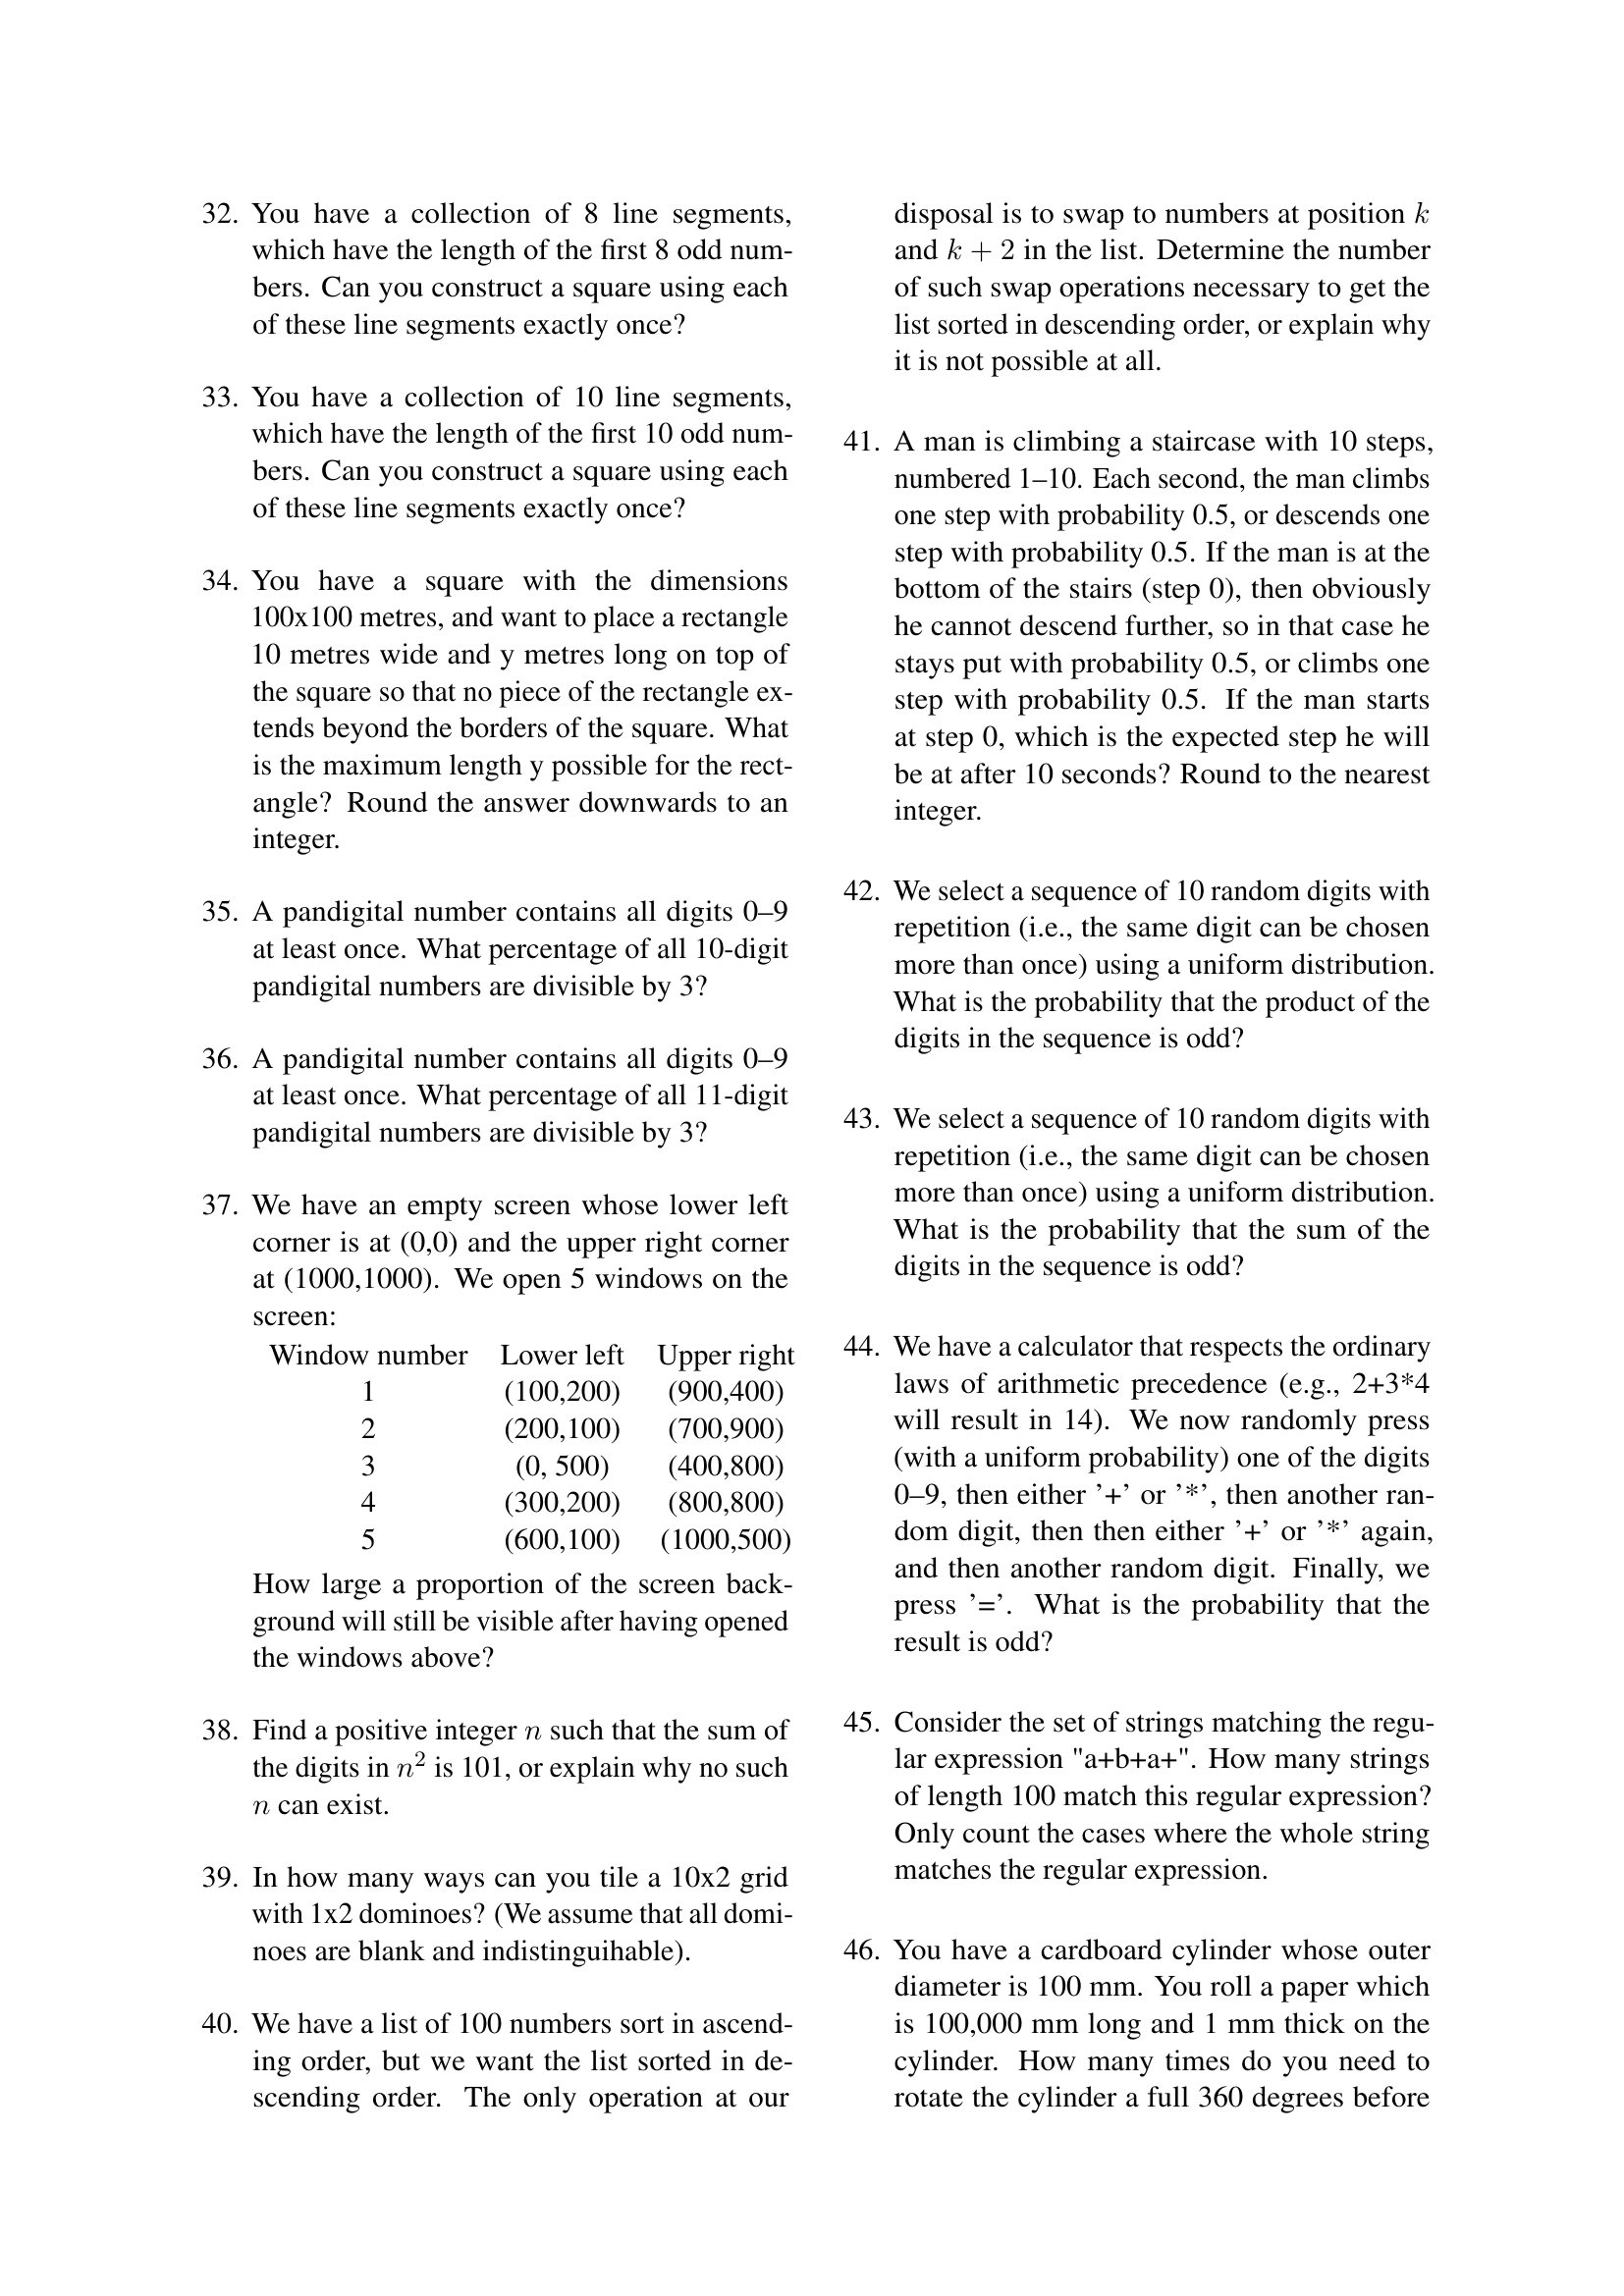 32. You have a collection of 8 line segments,
which have the length of the first 8 odd num-
bers. Can you construct a square using each
of these line segments exactly once?
33. You have a collection of 10 line segments,
which have the length of the first 10 odd num-
bers. Can you construct a square using each
of these line segments exactly once?
34. You have a square with the dimensions
100x100 metres, and want to place a rectangle
10 metres wide and y metres long on top of
the square so that no piece of the rectangle ex-
tends beyond the borders of the square. What
is the maximum length y possible for the rect-
angle? Round the answer downwards to an
integer.
35. A pandigital number contains all digits 0–9
at least once. What percentage of all 10-digit
pandigital numbers are divisible by 3?
36. A pandigital number contains all digits 0–9
at least once. What percentage of all 11-digit
pandigital numbers are divisible by 3?
37. We have an empty screen whose lower left
corner is at (0,0) and the upper right corner
at (1000,1000). We open 5 windows on the
screen:
Window number Lower left Upper right
1 (100,200) (900,400)
2 (200,100) (700,900)
3 (0, 500) (400,800)
4 (300,200) (800,800)
5 (600,100) (1000,500)
How large a proportion of the screen back-
ground will still be visible after having opened
the windows above?
38. Find a positive integer n such that the sum of
the digits in n² is 101, or explain why no such
n can exist.
39. In how many ways can you tile a 10x2 grid
with 1x2 dominoes? (We assume that all domi-
noes are blank and indistinguihable).
40. We have a list of 100 numbers sort in ascend-
ing order, but we want the list sorted in de-
scending order. The only operation at our
disposal is to swap to numbers at position k
and k + 2 in the list. Determine the number
of such swap operations necessary to get the
list sorted in descending order, or explain why
it is not possible at all.
41. A man is climbing a staircase with 10 steps,
numbered 1–10. Each second, the man climbs
one step with probability 0.5, or descends one
step with probability 0.5. If the man is at the
bottom of the stairs (step 0), then obviously
he cannot descend further, so in that case he
stays put with probability 0.5, or climbs one
step with probability 0.5. If the man starts
at step 0, which is the expected step he will
be at after 10 seconds? Round to the nearest
integer.
42. We select a sequence of 10 random digits with
repetition (i.e., the same digit can be chosen
more than once) using a uniform distribution.
What is the probability that the product of the
digits in the sequence is odd?
43. We select a sequence of 10 random digits with
repetition (i.e., the same digit can be chosen
more than once) using a uniform distribution.
What is the probability that the sum of the
digits in the sequence is odd?
44. We have a calculator that respects the ordinary
laws of arithmetic precedence (e.g., 2+3*4
will result in 14). We now randomly press
(with a uniform probability) one of the digits
0–9, then either ’+’ or ’*’, then another ran-
dom digit, then then either ’+’ or ’*’ again,
and then another random digit. Finally, we
press ’=’. What is the probability that the
result is odd?
45. Consider the set of strings matching the regu-
lar expression "a+b+a+". How many strings
of length 100 match this regular expression?
Only count the cases where the whole string
matches the regular expression.
46. You have a cardboard cylinder whose outer
diameter is 100 mm. You roll a paper which
is 100,000 mm long and 1 mm thick on the
cylinder. How many times do you need to
rotate the cylinder a full 360 degrees before